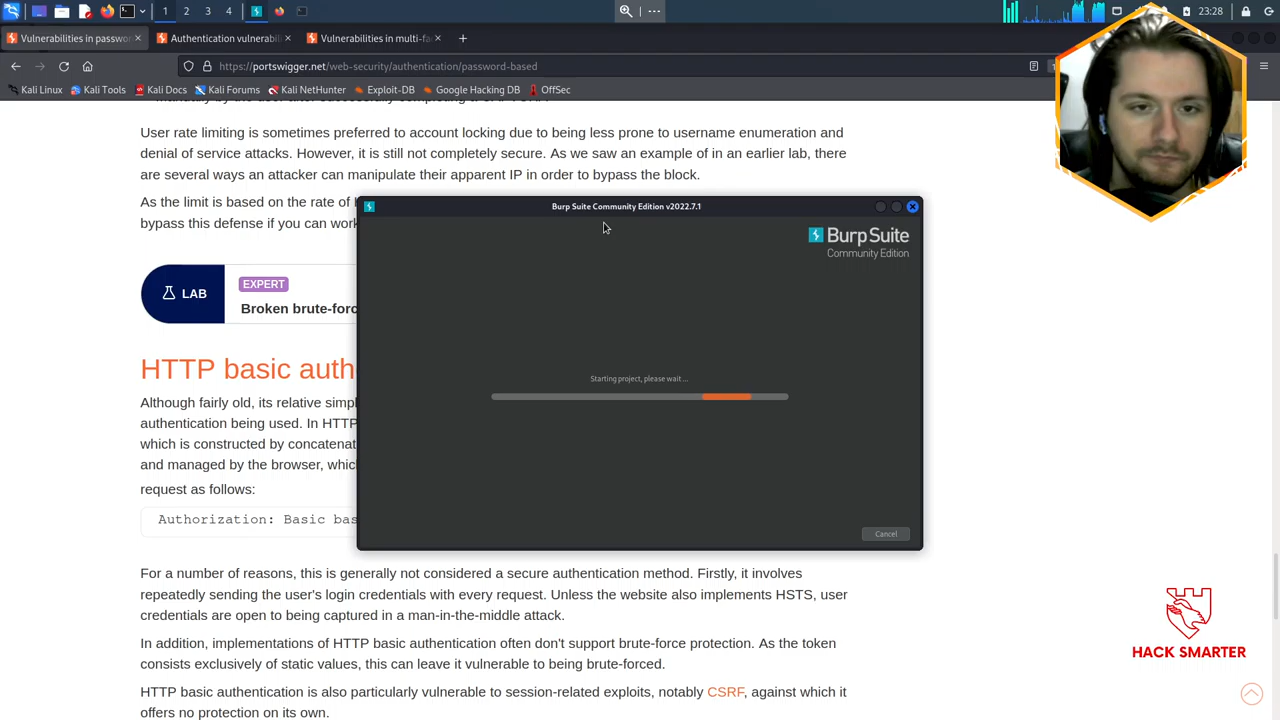 1
2
3
4
23:28
Vulnerabilities in passwo
Authentication vulnerabil
Vulnerabilities in multi-fa
https://portswigger.net/web-security/authentication/password-based
Kali Linux
Kali Tools
Kali Docs
Kali Forums
Kali NetHunter
Exploit-DB
Google Hacking DB
OffSec
User rate limiting is sometimes preferred to account locking due to being less prone to username enumeration and
denial of service attacks. However, it is still not completely secure. As we saw an example of in an earlier lab, there
are several ways an attacker can manipulate their apparent IP in order to bypass the block.
As the limit is based on the rate of
bypass this defense if you can work
Burp Suite Community Edition v2022.7.1
BurpSuite
Community Edition
LAB
EXPERT
Broken brute-forc
Starting project, please wait ...
Cancel
HTTP basic auth
Although fairly old, its relative simpl
authentication being used. In HTTP
which is constructed by concatenat
and managed by the browser, whic
request as follows:
Authorization: Basic bas
For a number of reasons, this is generally not considered a secure authentication method. Firstly, it involves
repeatedly sending the user's login credentials with every request. Unless the website also implements HSTS, user
credentials are open to being captured in a man-in-the-middle attack.
In addition, implementations of HTTP basic authentication often don't support brute-force protection. As the token
consists exclusively of static values, this can leave it vulnerable to being brute-forced.
HTTP basic authentication is also particularly vulnerable to session-related exploits, notably CSRF, against which it
offers no protection on its own.
HACK SMARTER